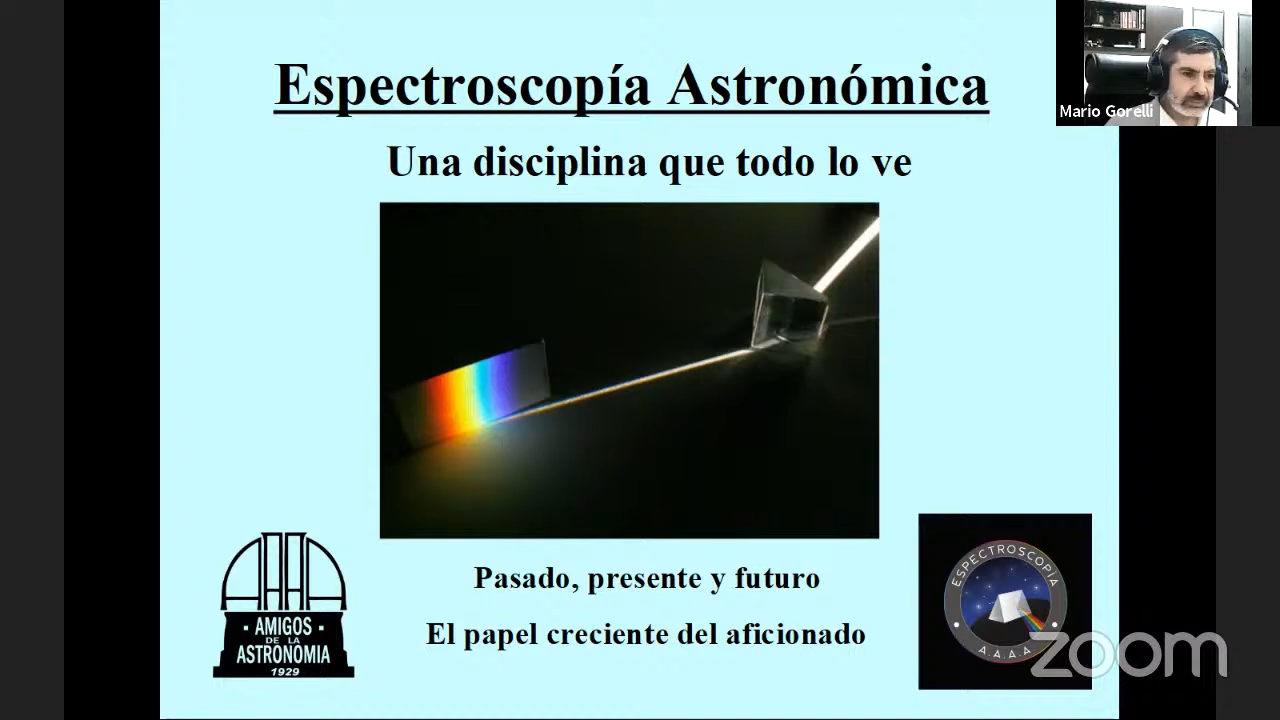 Espectroscopía Astronómica
Mario Gorelli
Una disciplina que todo lo ve
Pasado, presente y futuro
El papel creciente del aficionado
· AMIGOS ·
DE LA
ASTRONOMIA
1929
ESPECTROSCOPÍA
A.A.A.A
zoom